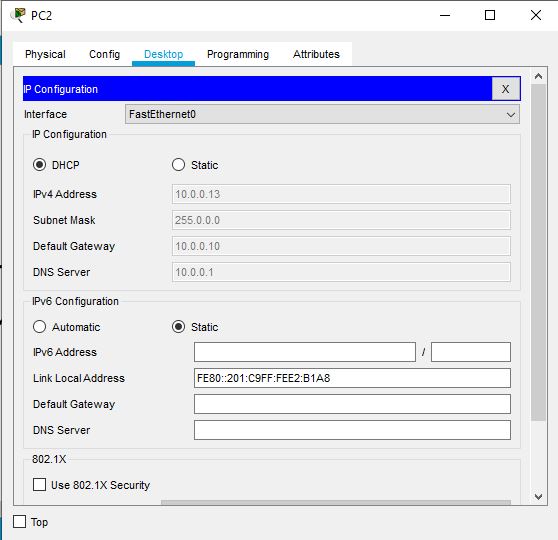 PC2
Physical Config Desktop Programming Attributes
IP Configuration X
Interface FastEthernet0
IP Configuration
DHCP Static
IPv4 Address 10.0.0.13
Subnet Mask 255.0.0.0
Default Gateway 10.0.0.10
DNS Server 10.0.0.1
IPv6 Configuration
Automatic Static
IPv6 Address /
Link Local Address FE80::201:C9FF:FEE2:B1A8
Default Gateway
DNS Server
802.1X
Use 802.1X Security
Top